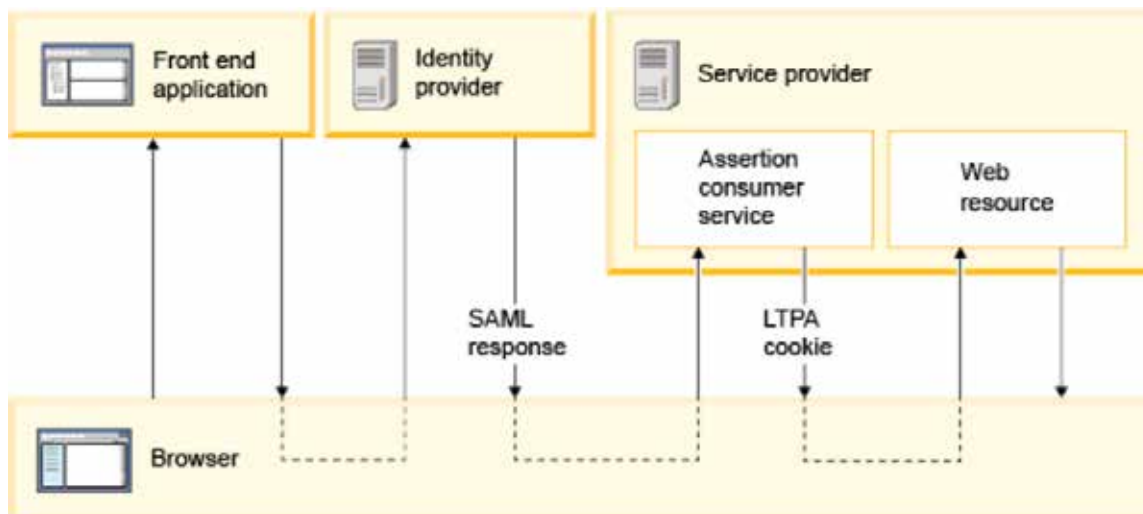 Front end
application
Identity
provider
Service provider
Assertion
consumer
service
Web
resource
SAML
response
LTPA
cookie
Browser